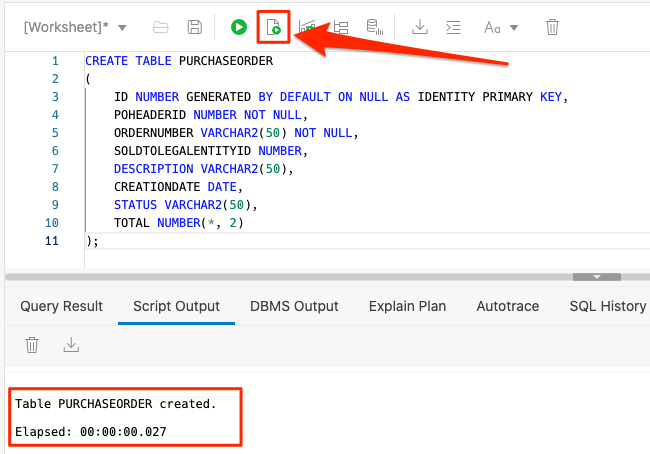 [Worksheet]* Aa
1 CREATE TABLE PURCHASEORDER
2 (
3 ID NUMBER GENERATED BY DEFAULT ON NULL AS IDENTITY PRIMARY KEY,
4 POHEADERID NUMBER NOT NULL,
5 ORDERNUMBER VARCHAR2(50) NOT NULL,
6 SOLDTOLEGALENTITYID NUMBER,
7 DESCRIPTION VARCHAR2(50),
8 CREATIONDATE DATE,
9 STATUS VARCHAR2(50),
10 TOTAL NUMBER(*, 2)
11 );
Query Result Script Output DBMS Output Explain Plan Autotrace SQL History
Table PURCHASEORDER created.
Elapsed: 00:00:00.027